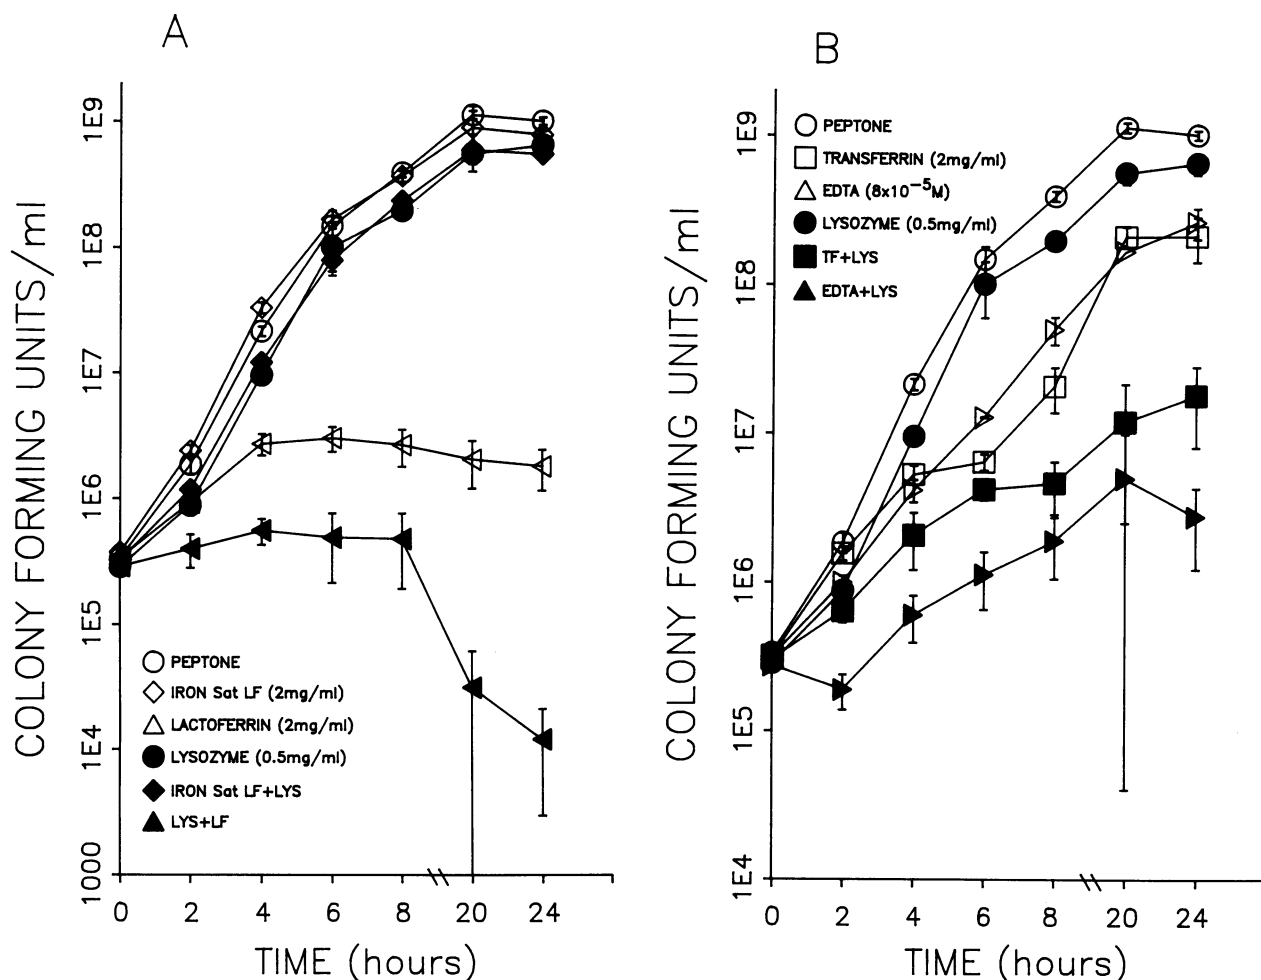 A
COLONY FORMING UNITS/ml
1E9
1E8
1E7
1E6
1E5
1E4
1000
PEPTONE
IRON Sat LF (2mg/ml)
LACTOFERRIN (2mg/ml)
LYSOZYME (0.5mg/ml)
IRON Sat LF+LYS
LYS+LF
0 2 4 6 8 20 24
TIME (hours)
B
COLONY FORMING UNITS/ml
1E9
1E8
1E7
1E6
1E5
1E4
PEPTONE
TRANSFERRIN (2mg/ml)
EDTA (8x10⁻⁵M)
LYSOZYME (0.5mg/ml)
TF+LYS
EDTA+LYS
0 2 4 6 8 20 24
TIME (hours)